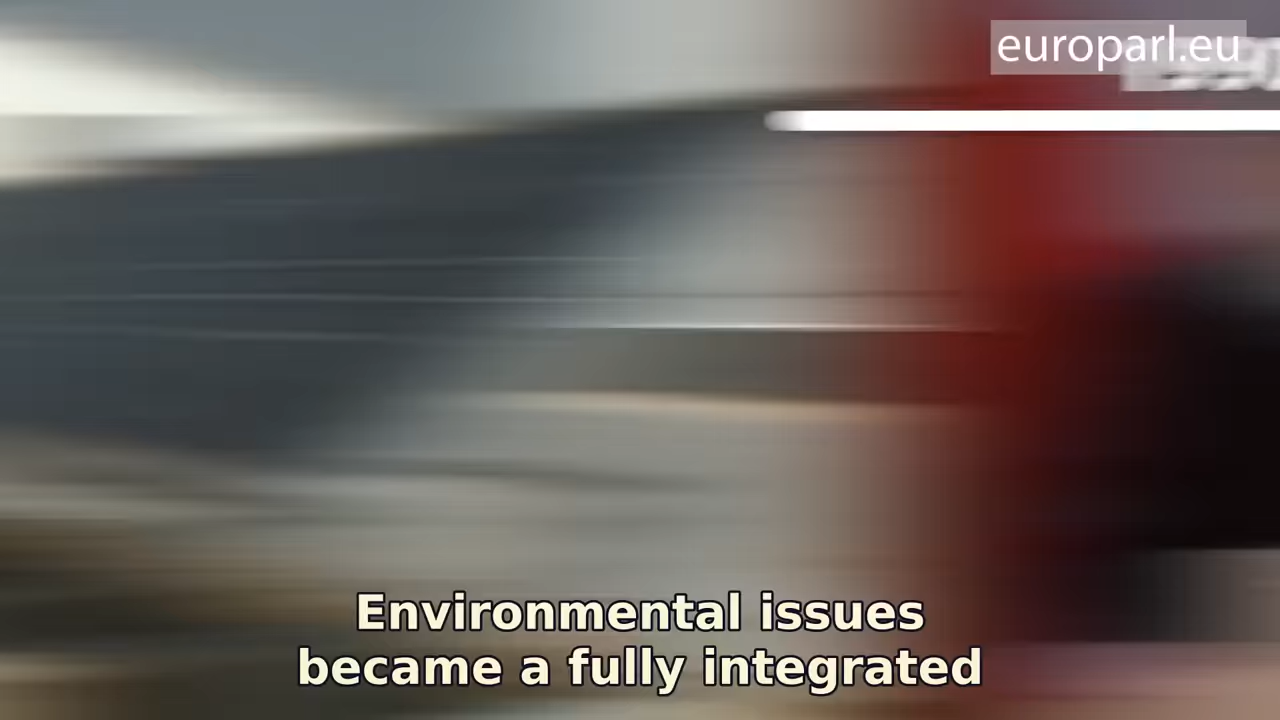 europarl.eu
Environmental issues
became a fully integrated